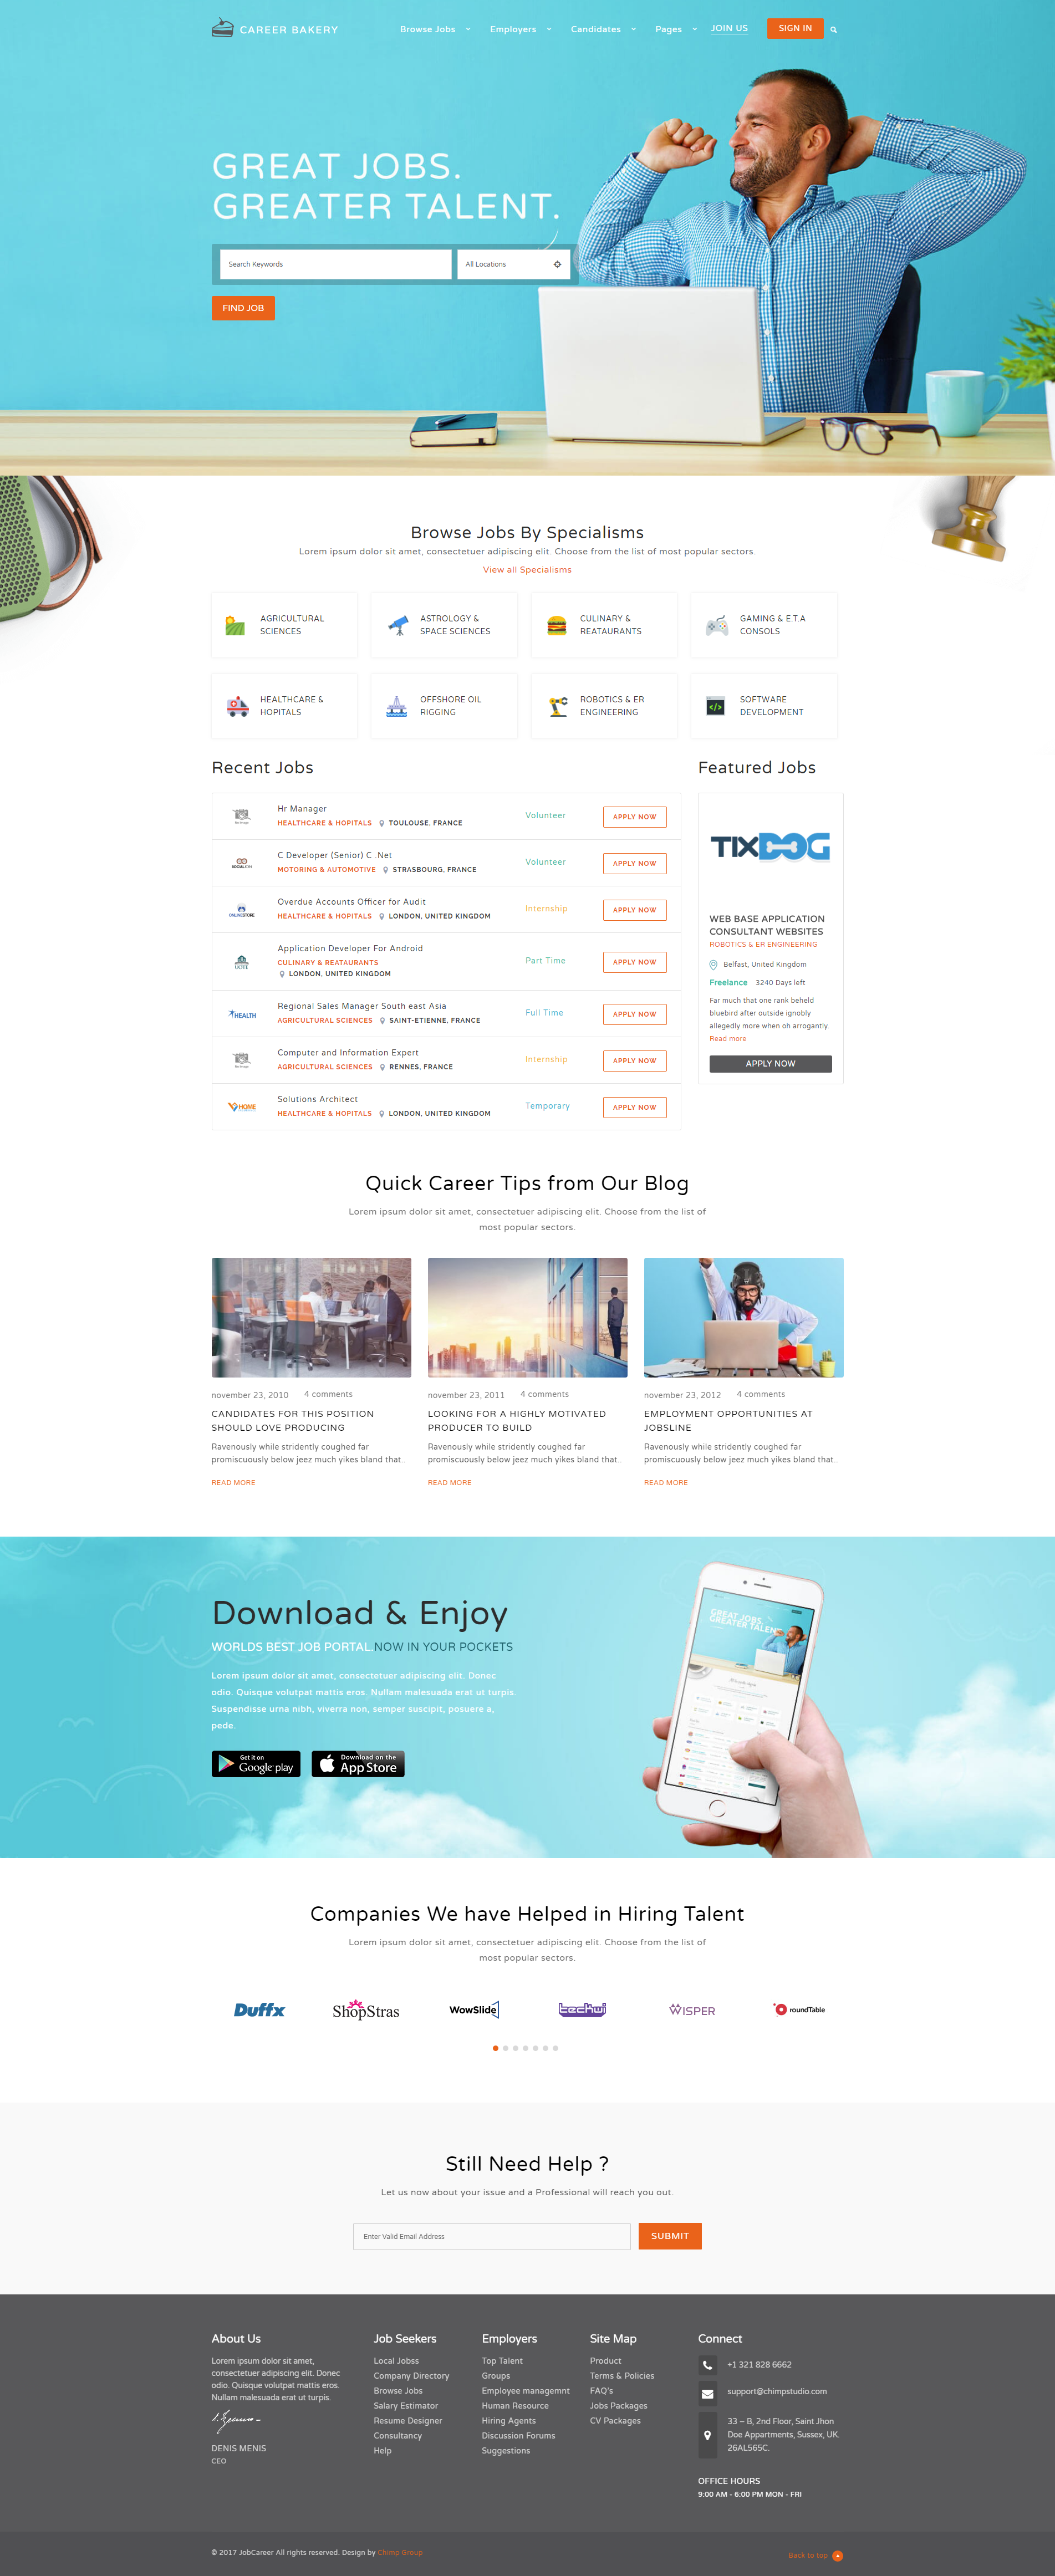 CAREER BAKERY
Browse Jobs Employers Candidates Pages JOIN US SIGN IN
GREAT JOBS.
GREATER TALENT.
Search Keywords All Locations
FIND JOB
Browse Jobs By Specialisms
Lorem ipsum dolor sit amet, consectetuer adipiscing elit. Choose from the list of most popular sectors.
View all Specialisms
AGRICULTURAL
SCIENCES
ASTROLOGY &
SPACE SCIENCES
CULINARY &
REATAURANTS
GAMING & E.T.A
CONSOLS
HEALTHCARE &
HOPITALS
OFFSHORE OIL
RIGGING
ROBOTICS & ER
ENGINEERING
SOFTWARE
DEVELOPMENT
Recent Jobs
Hr Manager
HEALTHCARE & HOPITALS TOULOUSE, FRANCE
Volunteer
APPLY NOW
SOCIALION
C Developer (Senior) C .Net
MOTORING & AUTOMOTIVE STRASBOURG, FRANCE
Volunteer
APPLY NOW
ONLINESTORE
Overdue Accounts Officer for Audit
HEALTHCARE & HOPITALS LONDON, UNITED KINGDOM
Internship
APPLY NOW
Application Developer For Android
CULINARY & REATAURANTS
LONDON, UNITED KINGDOM
Part Time
APPLY NOW
HEALTH
Regional Sales Manager South east Asia
AGRICULTURAL SCIENCES SAINT-ETIENNE, FRANCE
Full Time
APPLY NOW
Computer and Information Expert
AGRICULTURAL SCIENCES RENNES, FRANCE
Internship
APPLY NOW
HOME
Solutions Architect
HEALTHCARE & HOPITALS LONDON, UNITED KINGDOM
Temporary
APPLY NOW
Featured Jobs
TIXDOG
WEB BASE APPLICATION
CONSULTANT WEBSITES
ROBOTICS & ER ENGINEERING
Belfast, United Kingdom
Freelance 3240 Days left
Far much that one rank beheld
bluebird after outside ignobly
allegedly more when oh arrogantly.
Read more
APPLY NOW
Quick Career Tips from Our Blog
Lorem ipsum dolor sit amet, consectetuer adipiscing elit. Choose from the list of
most popular sectors.
november 23, 2010 4 comments
CANDIDATES FOR THIS POSITION
SHOULD LOVE PRODUCING
Ravenously while stridently coughed far
promiscuously below jeez much yikes bland that..
READ MORE
november 23, 2011 4 comments
LOOKING FOR A HIGHLY MOTIVATED
PRODUCER TO BUILD
Ravenously while stridently coughed far
promiscuously below jeez much yikes bland that..
READ MORE
november 23, 2012 4 comments
EMPLOYMENT OPPORTUNITIES AT
JOBSLINE
Ravenously while stridently coughed far
promiscuously below jeez much yikes bland that..
READ MORE
Download & Enjoy
WORLDS BEST JOB PORTAL NOW IN YOUR POCKETS
Lorem ipsum dolor sit amet, consectetuer adipiscing elit. Donec
odio. Quisque volutpat mattis eros. Nullam malesuada erat ut turpis.
Suspendisse urna nibh, viverra non, semper suscipit, posuere a,
pede.
Get it on
Google play
Download on the
App Store
GREAT JOBS.
GREATER TALENT.
Companies We have Helped in Hiring Talent
Lorem ipsum dolor sit amet, consectetuer adipiscing elit. Choose from the list of
most popular sectors.
Duffx ShopStras WowSlide techwi WISPER roundTable
Still Need Help ?
Let us now about your issue and a Professional will reach you out.
Enter Valid Email Address SUBMIT
About Us
Lorem ipsum dolor sit amet,
consectetuer adipiscing elit. Donec
odio. Quisque volutpat mattis eros.
Nullam malesuada erat ut turpis.
DENIS MENIS
CEO
Job Seekers
Local Jobss
Company Directory
Browse Jobs
Salary Estimator
Resume Designer
Consultancy
Help
Employers
Top Talent
Groups
Employee managemnt
Human Resource
Hiring Agents
Discussion Forums
Suggestions
Site Map
Product
Terms & Policies
FAQ's
Jobs Packages
CV Packages
Connect
+1 321 828 6662
support@chimpstudio.com
33 – B, 2nd Floor, Saint Jhon
Doe Appartments, Sussex, UK.
26AL565C.
OFFICE HOURS
9:00 AM - 6:00 PM MON - FRI
© 2017 JobCareer All rights reserved. Design by Chimp Group
Back to top